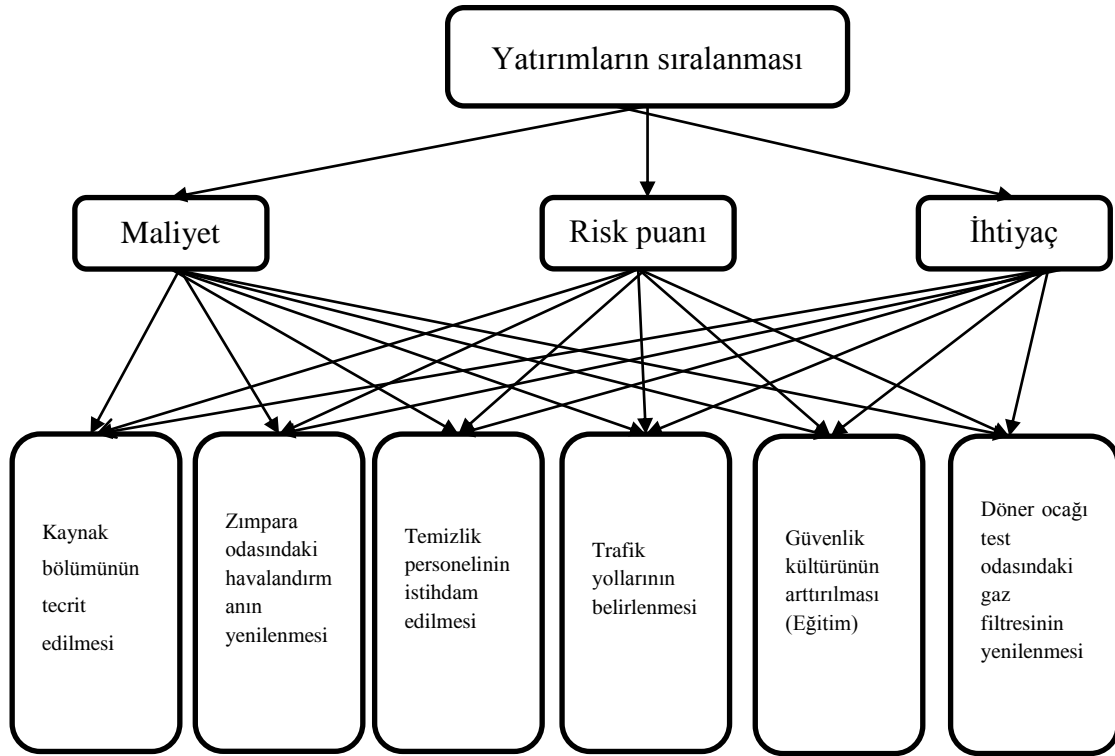 Yatırımların sıralanması
Maliyet
Risk puanı
İhtiyaç
Kaynak
bölümünün
tecrit
edilmesi
Zımpara
odasındaki
havalandırm
anın
yenilenmesi
Temizlik
personelinin
istihdam
edilmesi
Trafik
yollarının
belirlenmesi
Güvenlik
kültürünün
arttırılması
(Eğitim)
Döner ocağı
test
odasındaki
gaz
filtresinin
yenilenmesi